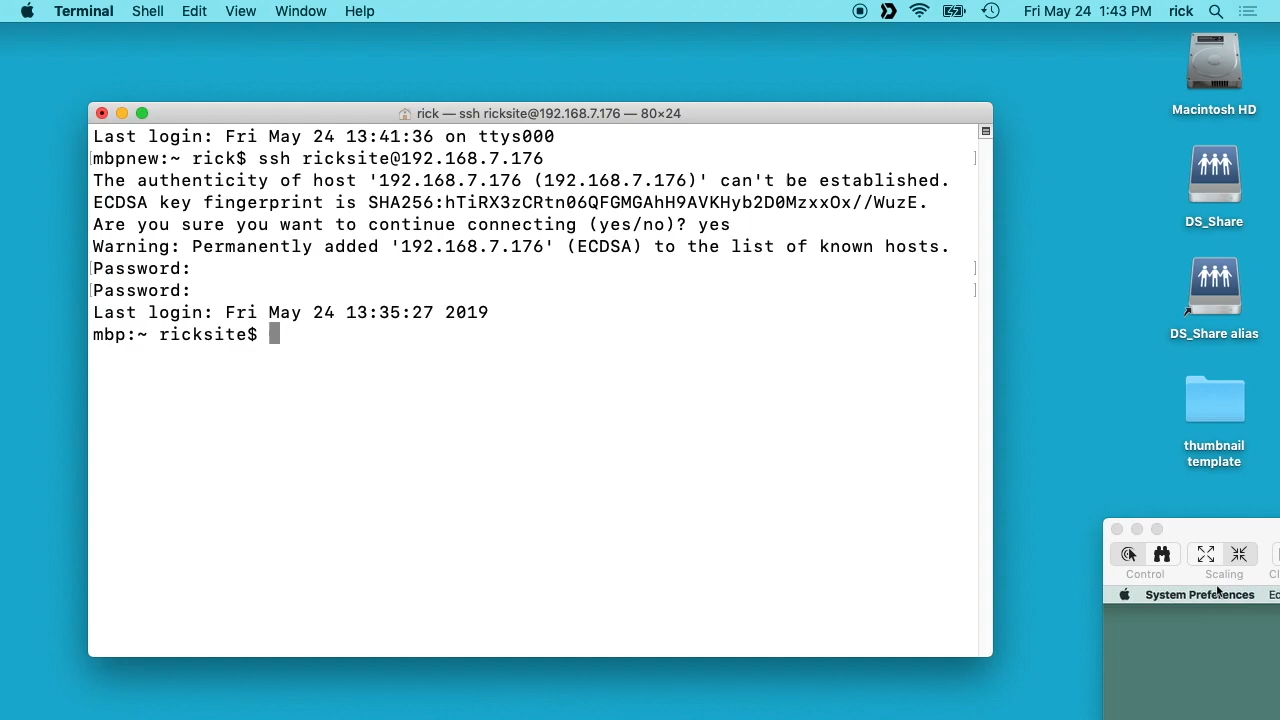 Terminal Shell Edit View Window Help Fri May 24 1:43 PM rick
Macintosh HD
DS_Share
DS_Share alias
thumbnail
template
rick — ssh ricksite@192.168.7.176 — 80×24
Last login: Fri May 24 13:41:36 on ttys000
[mbpnew:~ rick$ ssh ricksite@192.168.7.176 ]
The authenticity of host '192.168.7.176 (192.168.7.176)' can't be established.
ECDSA key fingerprint is SHA256:hTiRX3zCRtn06QFGMGAhH9AVKHyb2D0MzxxOx//WuzE.
Are you sure you want to continue connecting (yes/no)? yes
Warning: Permanently added '192.168.7.176' (ECDSA) to the list of known hosts.
[Password: ]
[Password: ]
Last login: Fri May 24 13:35:27 2019
mbp:~ ricksite$
Control Scaling Cl
System Preferences Ed